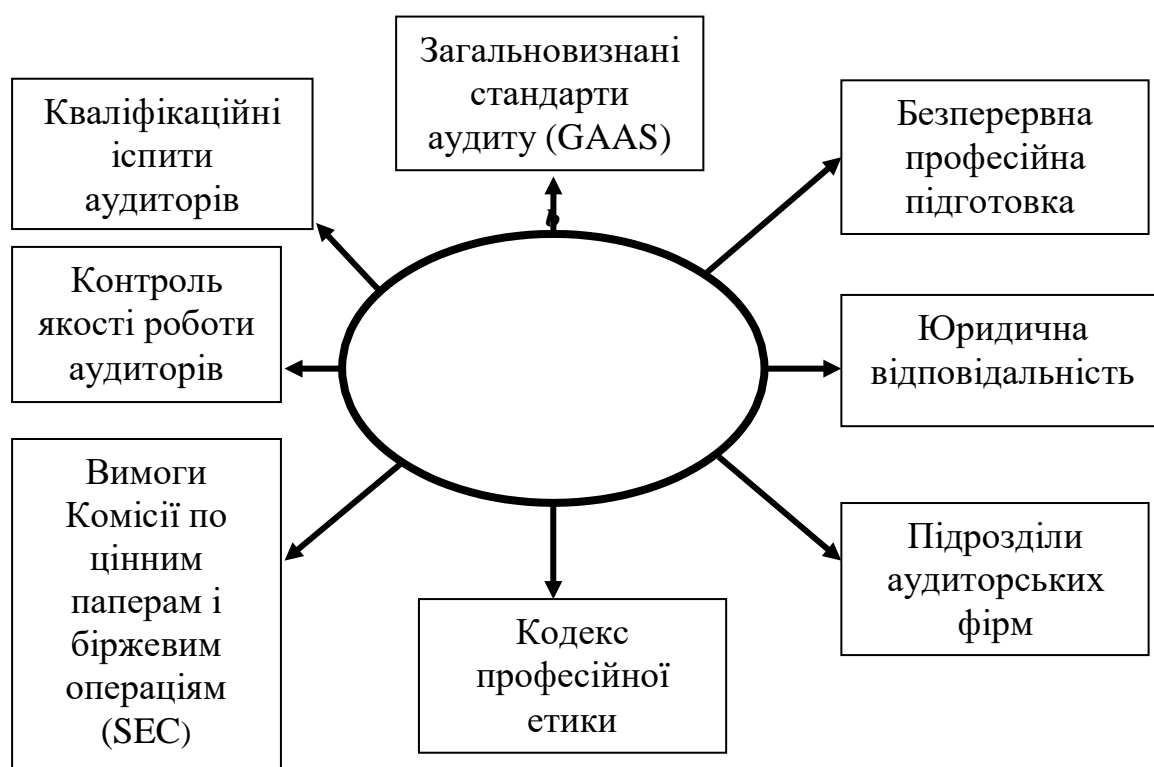 Загальновизнані
стандарти
аудиту (GAAS)
Кваліфікаційні
іспити
аудиторів
Безперервна
професійна
підготовка
Контроль
якості роботи
аудиторів
Юридична
відповідальність
Вимоги
Комісії по
цінним
паперам і
біржевим
операціям
(SEC)
Кодекс
професійної
етики
Підрозділи
аудиторських
фірм